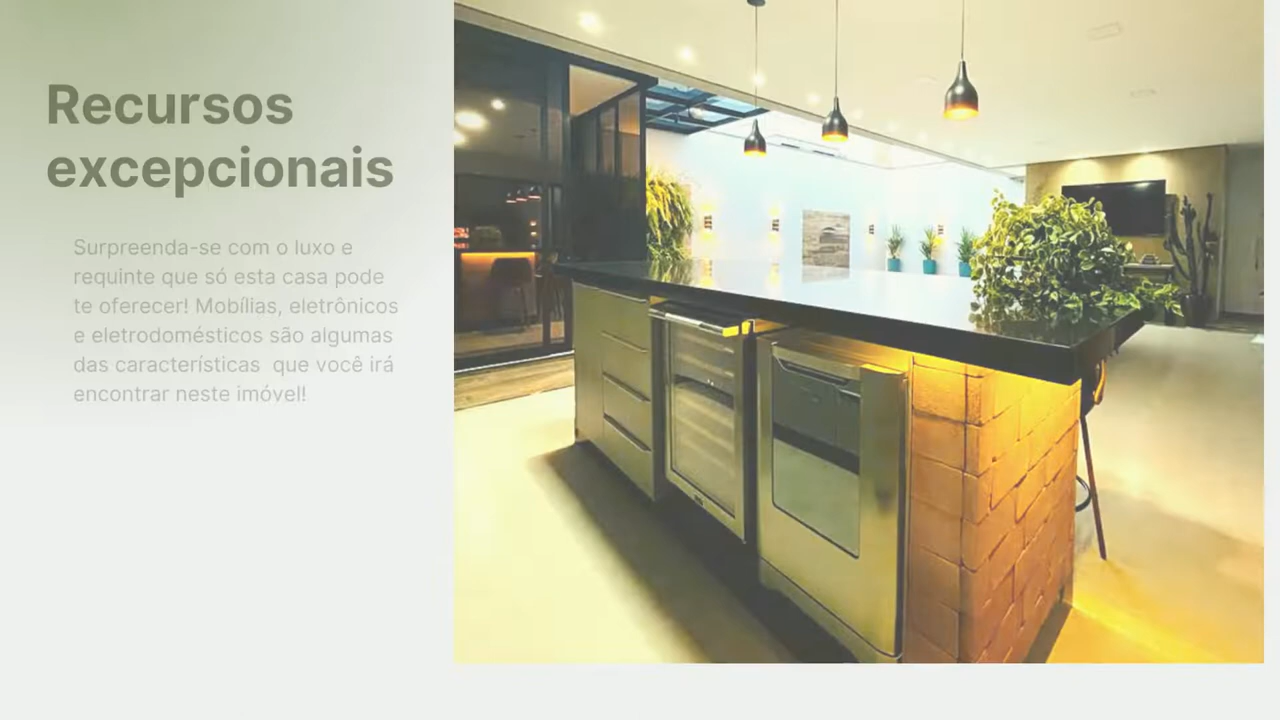 Recursos
excepcionais
Surpreenda-se com o luxo e
requinte que só esta casa pode
te oferecer! Mobílias, eletrônicos
e eletrodomésticos são algumas
das características  que você irá
encontrar neste imóvel!